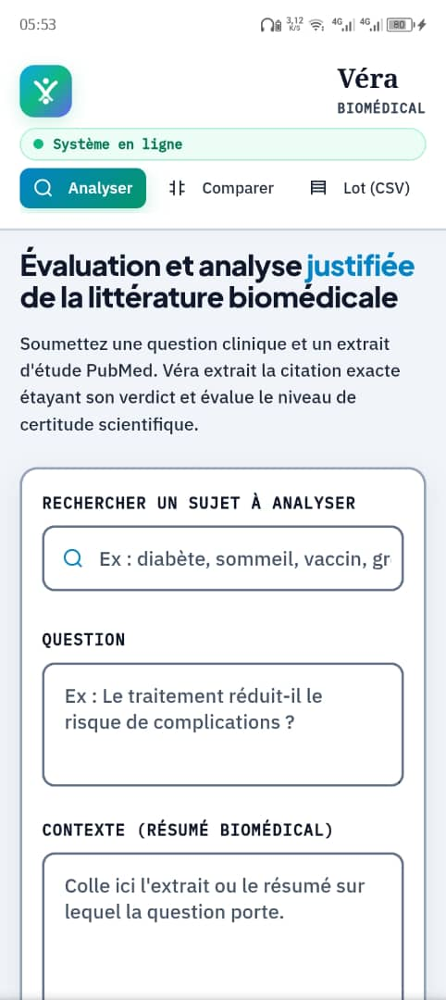 05:53
3,12
K/S
4G
4G
80
Véra
BIOMÉDICAL
Système en ligne
Analyser
Comparer
Lot (CSV)
Évaluation et analyse justifiée
de la littérature biomédicale
Soumettez une question clinique et un extrait
d'étude PubMed. Véra extrait la citation exacte
étayant son verdict et évalue le niveau de
certitude scientifique.
RECHERCHER UN SUJET À ANALYSER
Ex : diabète, sommeil, vaccin, gr
QUESTION
Ex : Le traitement réduit-il le
risque de complications ?
CONTEXTE (RÉSUMÉ BIOMÉDICAL)
Colle ici l'extrait ou le résumé sur
lequel la question porte.